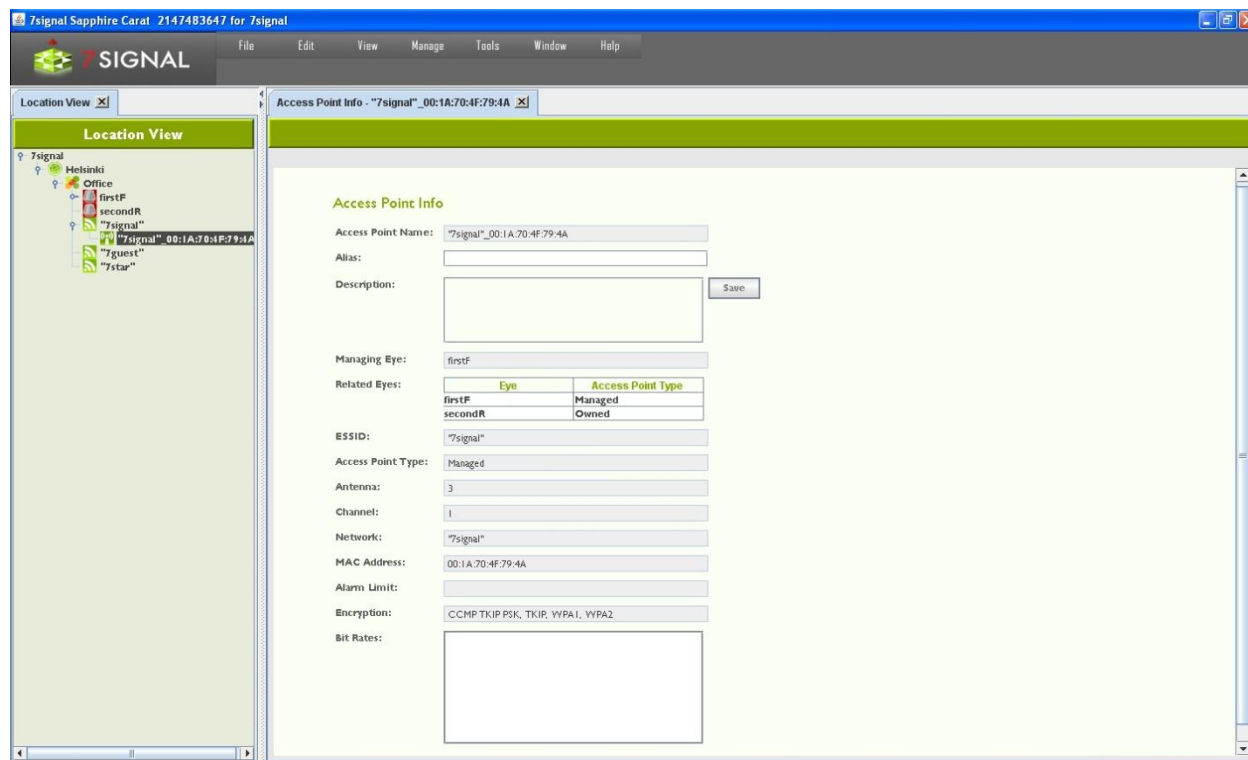 7signal Sapphire Carat 2147483647 for 7signal
7SIGNAL
File Edit View Manage Tools Window Help
Location View
Access Point Info - "7signal"_00:1A:70:4F:79:4A
Location View
7signal
Helsinki
Office
firstF
secondR
"7signal"
"7signal"_00:1A:70:4F:79:4A
"7guest"
"7star"
Access Point Info
Access Point Name: "7signal"_00:1A:70:4F:79:4A
Alias:
Description:
Save
Managing Eye: firstF
Related Eyes: Eye Access Point Type
firstF Managed
secondR Owned
ESSID: "7signal"
Access Point Type: Managed
Antenna: 3
Channel: 1
Network: "7signal"
MAC Address: 00:1A:70:4F:79:4A
Alarm Limit:
Encryption: CCMP TKIP PSK, TKIP, WPA1, WPA2
Bit Rates: